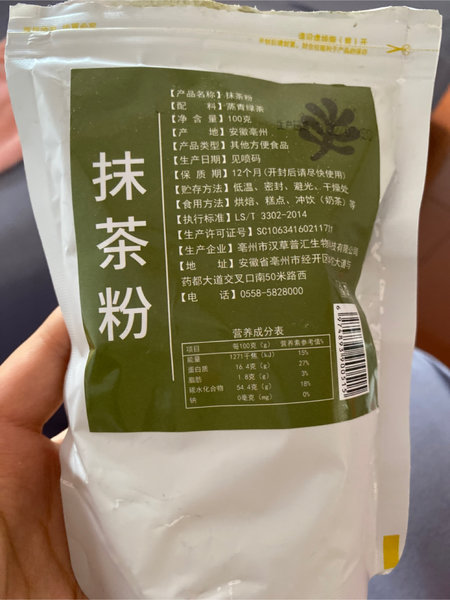 抹茶粉
【产品名称】抹茶粉
【配 料】蒸青绿茶
【净 含 量】100克
【产 地】安徽亳州
【产品类型】其他方便食品
【生产日期】见喷码
【保 质 期】12个月(开封后请尽快使用)
【贮存方法】低温、密封、避光、干燥处
【食用方法】烘焙、糕点、冲饮(奶茶)等
【执行标准】LS/T 3302-2014
【生产许可证号】SC10634160211711
【生产企业】亳州市汉草普汇生物科技有限公司
【地 址】安徽省亳州市经开区 大道与
药都大道交叉口南50米路西
【电 话】0558-5828000
营养成分表
项目 每100克(g) 营养素参考值%
能量 1271千焦(kJ) 15%
蛋白质 16.4克(g) 27%
脂肪 1.8克(g) 3%
碳水化合物 54.4克(g) 18%
钠 0毫克(mg) 0%